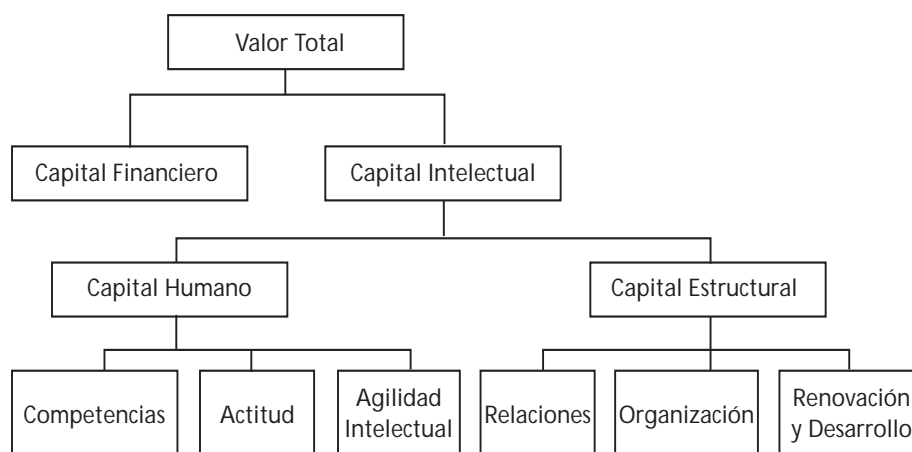 Valor Total
Capital Financiero
Capital Intelectual
Capital Humano
Capital Estructural
Competencias
Actitud
Agilidad
Intelectual
Relaciones
Organización
Renovación
y Desarrollo